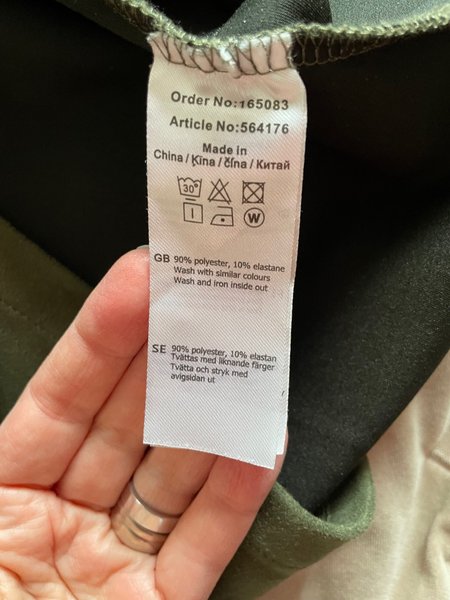 Order No:165083
Article No:564176
Made in
China / Ķīna / čína / Китай
30°
W
GB 90% polyester, 10% elastane
Wash with similar colours
Wash and iron inside out
SE 90% polyester, 10% elastan
Tvättas med liknande färger
Tvätta och stryk med
avigsidan ut